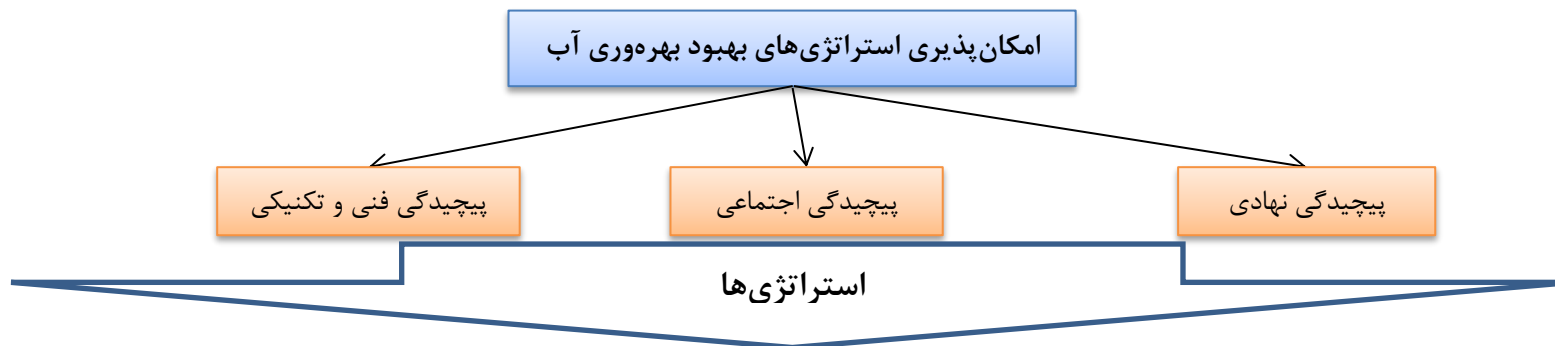 امکان‌پذیری استراتژی‌های بهبود بهره‌وری آب
پیچیدگی نهادی
پیچیدگی اجتماعی
پیچیدگی فنی و تکنیکی
استراتژی‌ها